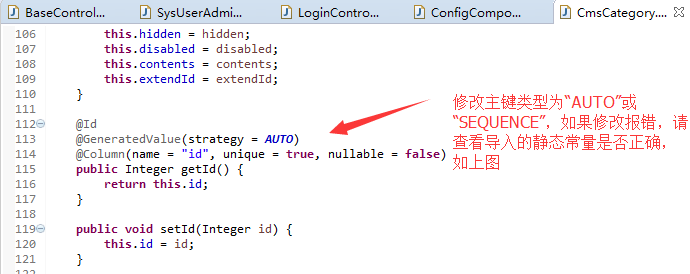 BaseControl... SysUserAdmi... LoginContro... ConfigCompo... CmsCategory....
106 this.hidden = hidden;
107 this.disabled = disabled;
108 this.contents = contents;
109 this.extendId = extendId;
110 }
111
112 @Id
113 @GeneratedValue(strategy = AUTO)
114 @Column(name = "id", unique = true, nullable = false)
115 public Integer getId() {
116 return this.id;
117 }
118
119 public void setId(Integer id) {
120 this.id = id;
121 }
修改主键类型为“AUTO”或
“SEQUENCE”，如果修改报错，请
查看导入的静态常量是否正确，
如上图